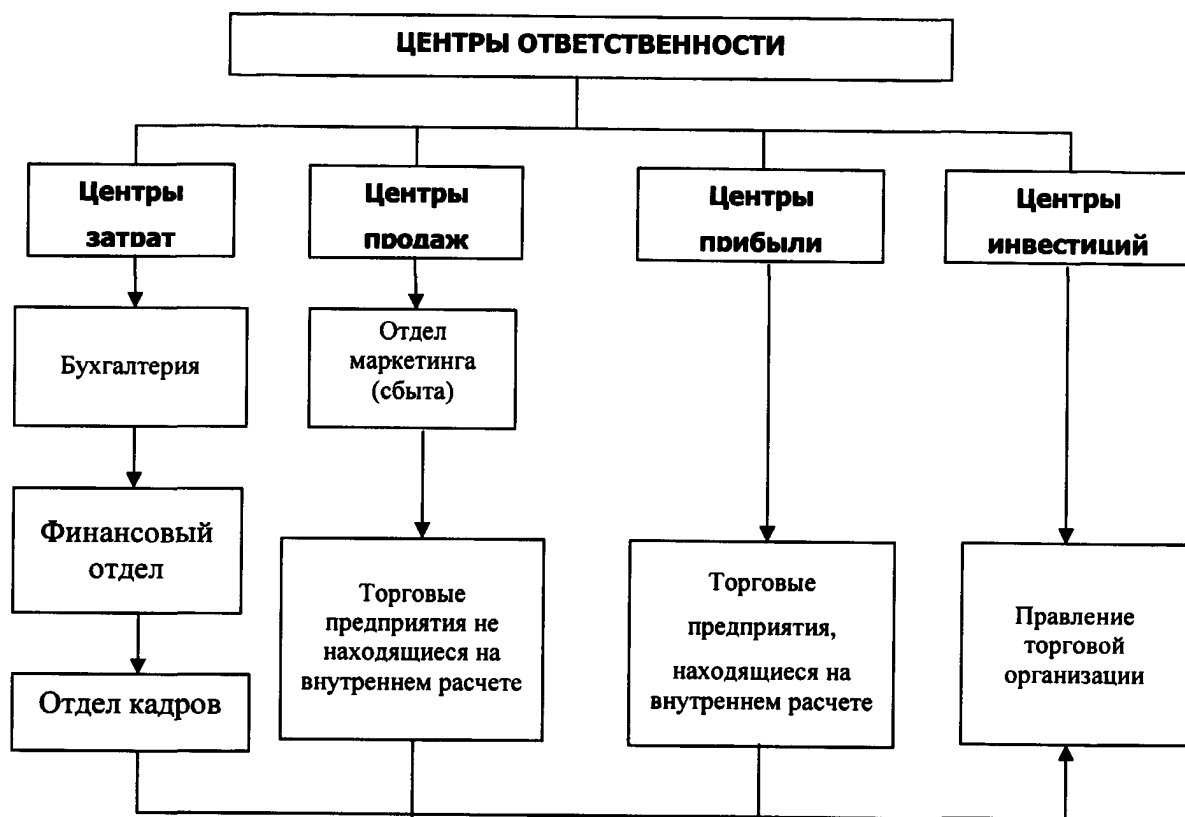 ЦЕНТРЫ ОТВЕТСТВЕННОСТИ
Центры
затрат
Центры
продаж
Центры
прибыли
Центры
инвестиций
Бухгалтерия
Отдел
маркетинга
(сбыта)
Финансовый
отдел
Торговые
предприятия не
находящиеся на
внутреннем расчете
Торговые
предприятия,
находящиеся на
внутреннем расчете
Правление
торговой
организации
Отдел кадров